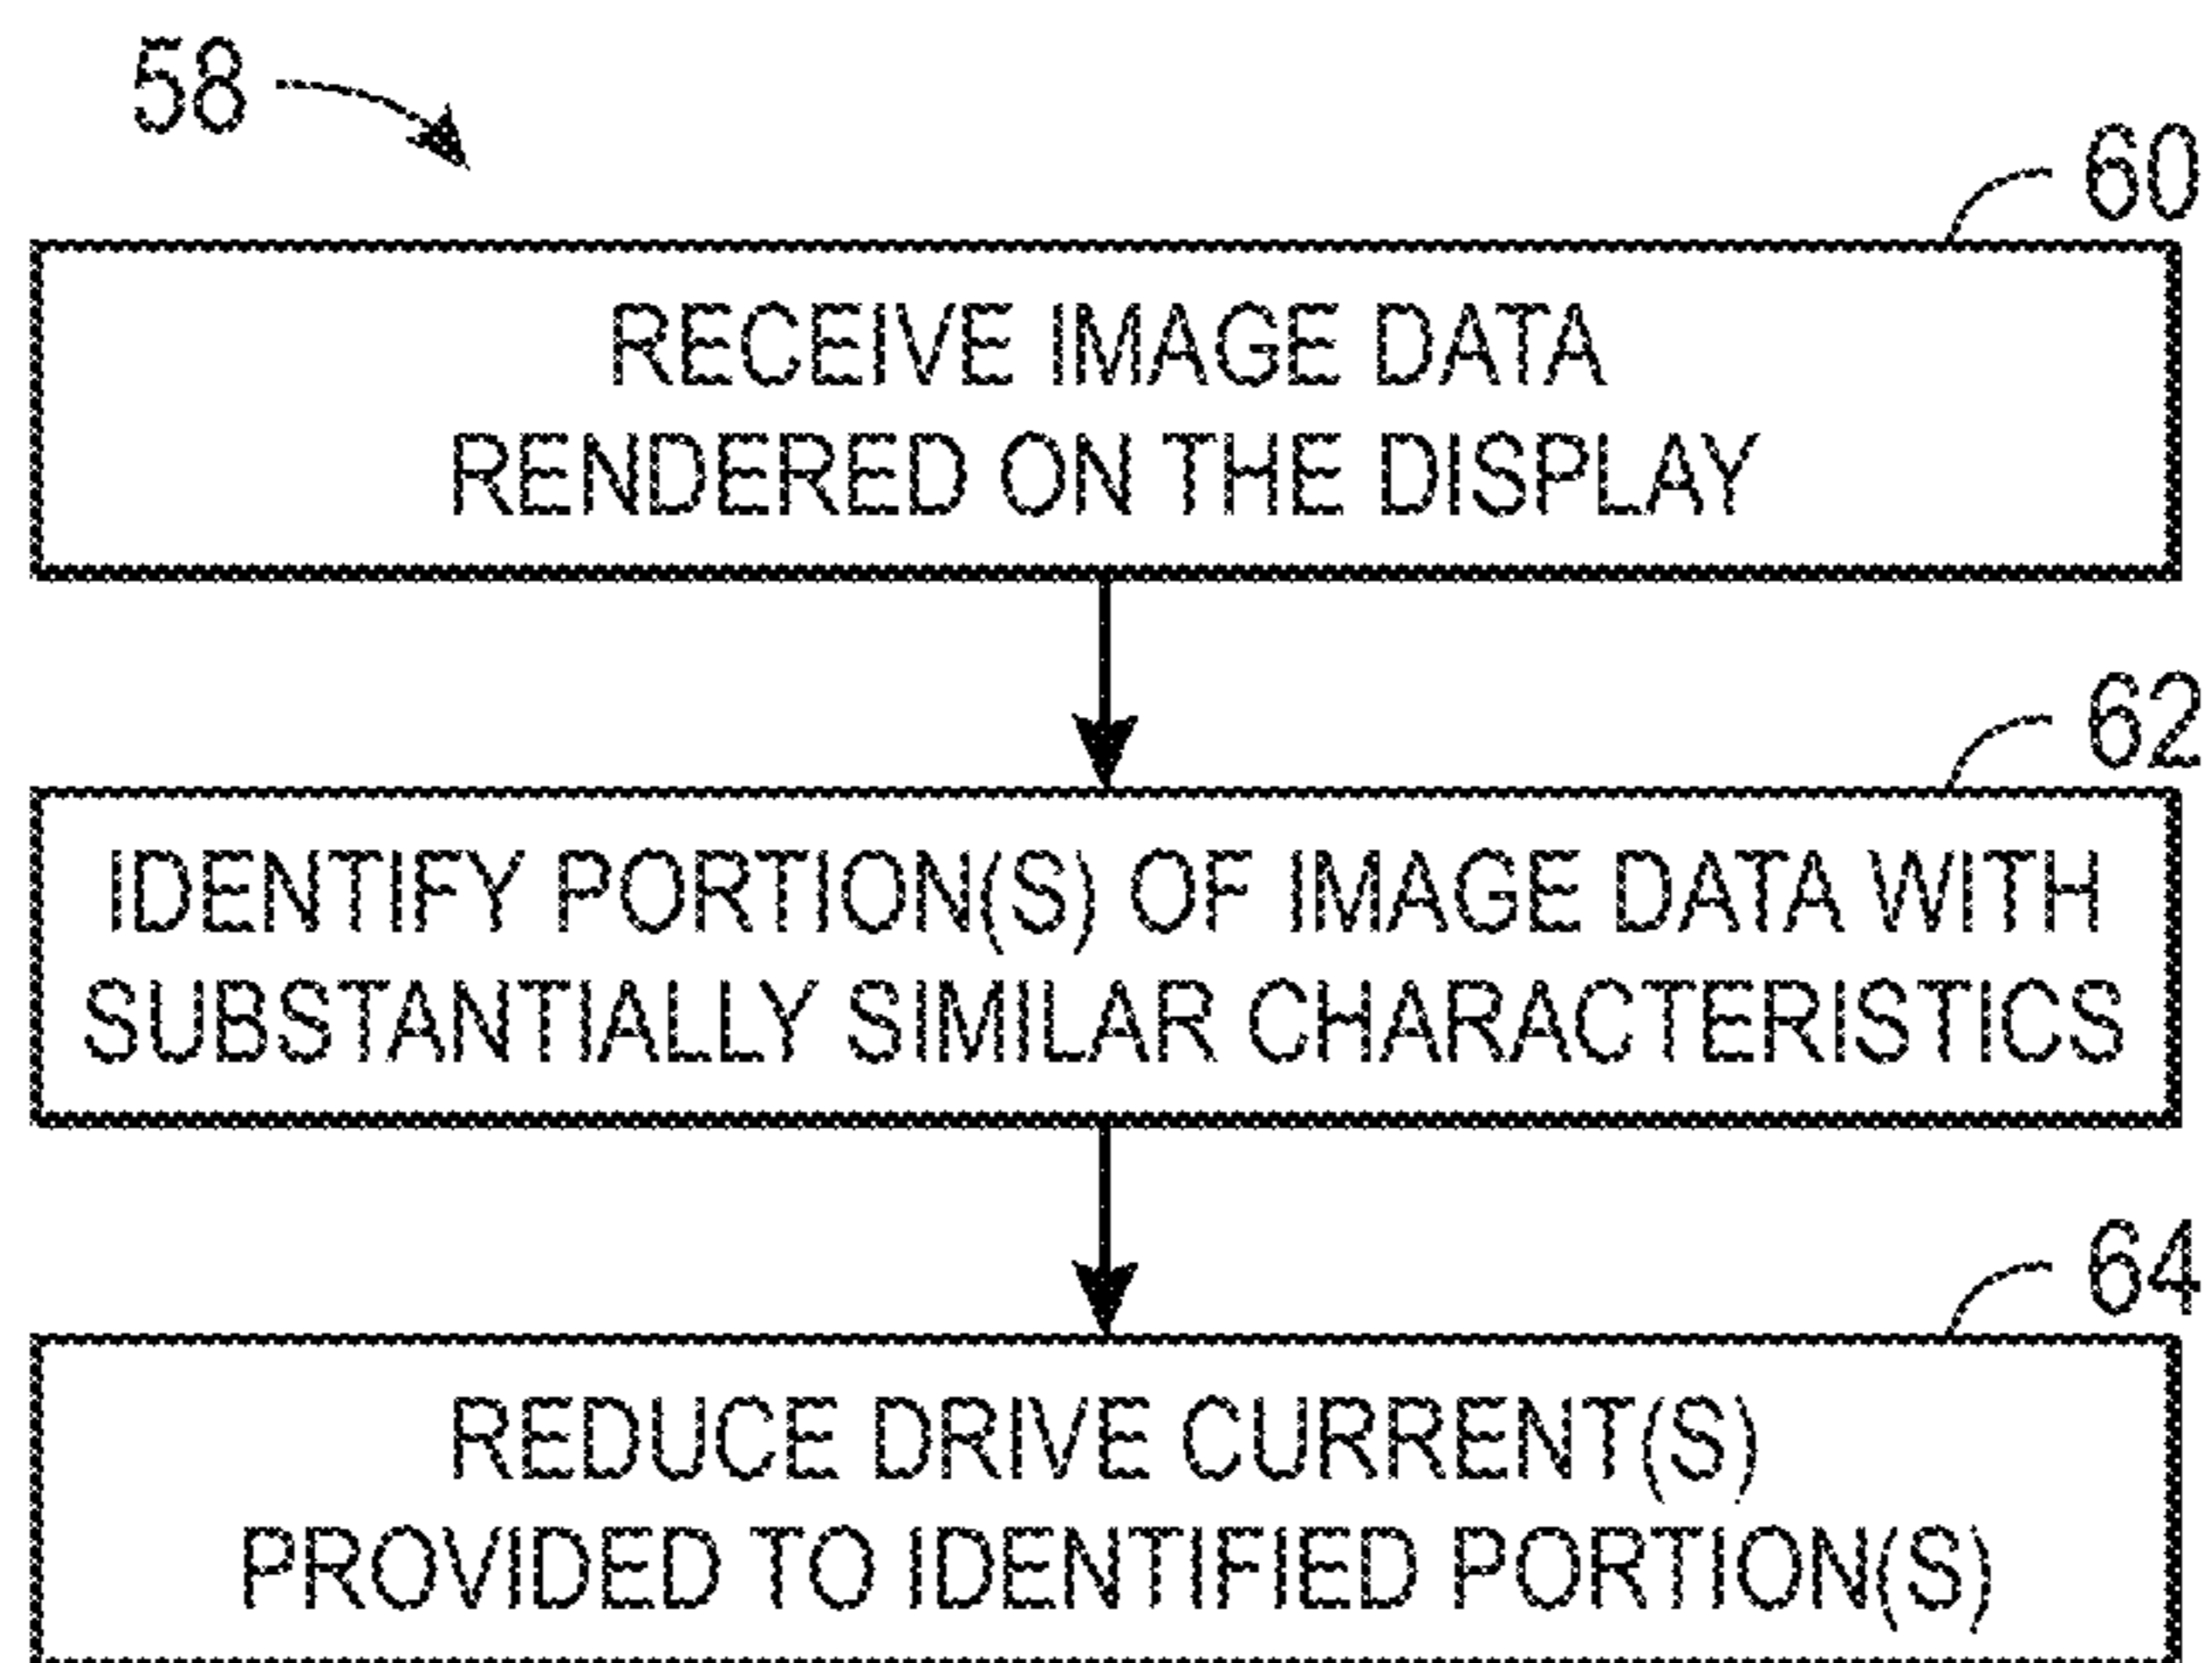 58
60
RECEIVE IMAGE DATA
RENDERED ON THE DISPLAY
62
IDENTIFY PORTION(S) OF IMAGE DATA WITH
SUBSTANTIALLY SIMILAR CHARACTERISTICS
64
REDUCE DRIVE CURRENT(S)
PROVIDED TO IDENTIFIED PORTION(S)